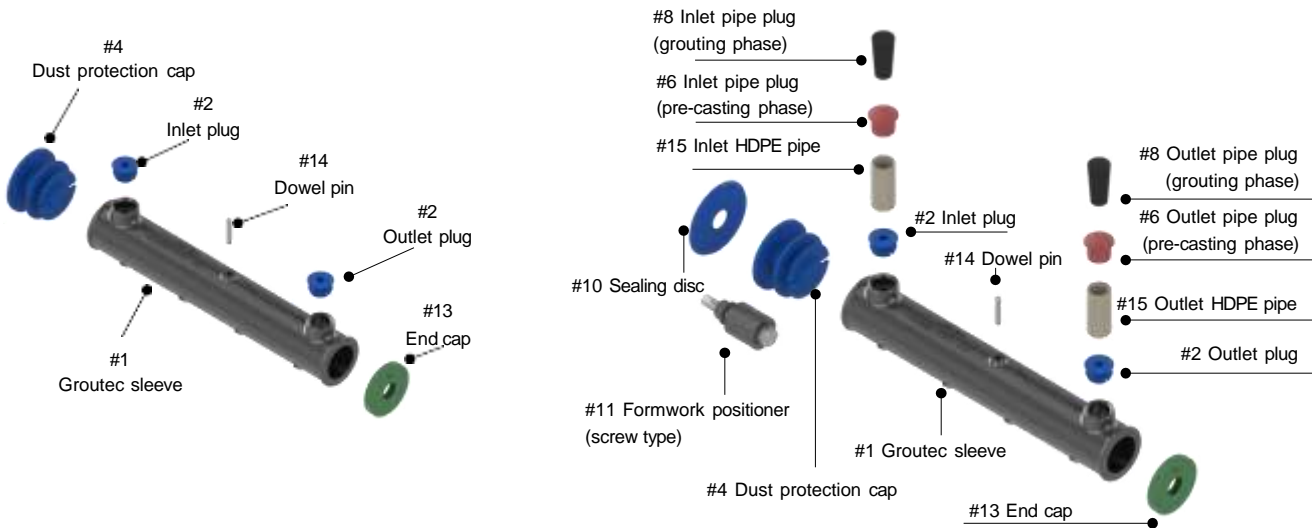 #4
Dust protection cap
#2
Inlet plug
#14
Dowel pin
#2
Outlet plug
#13
End cap
#1
Groutec sleeve
#8 Inlet pipe plug
(grouting phase)
#6 Inlet pipe plug
(pre-casting phase)
#15 Inlet HDPE pipe
#2 Inlet plug
#14 Dowel pin
#10 Sealing disc
#11 Formwork positioner
(screw type)
#4 Dust protection cap
#1 Groutec sleeve
#13 End cap
#8 Outlet pipe plug
(grouting phase)
#6 Outlet pipe plug
(pre-casting phase)
#15 Outlet HDPE pipe
#2 Outlet plug